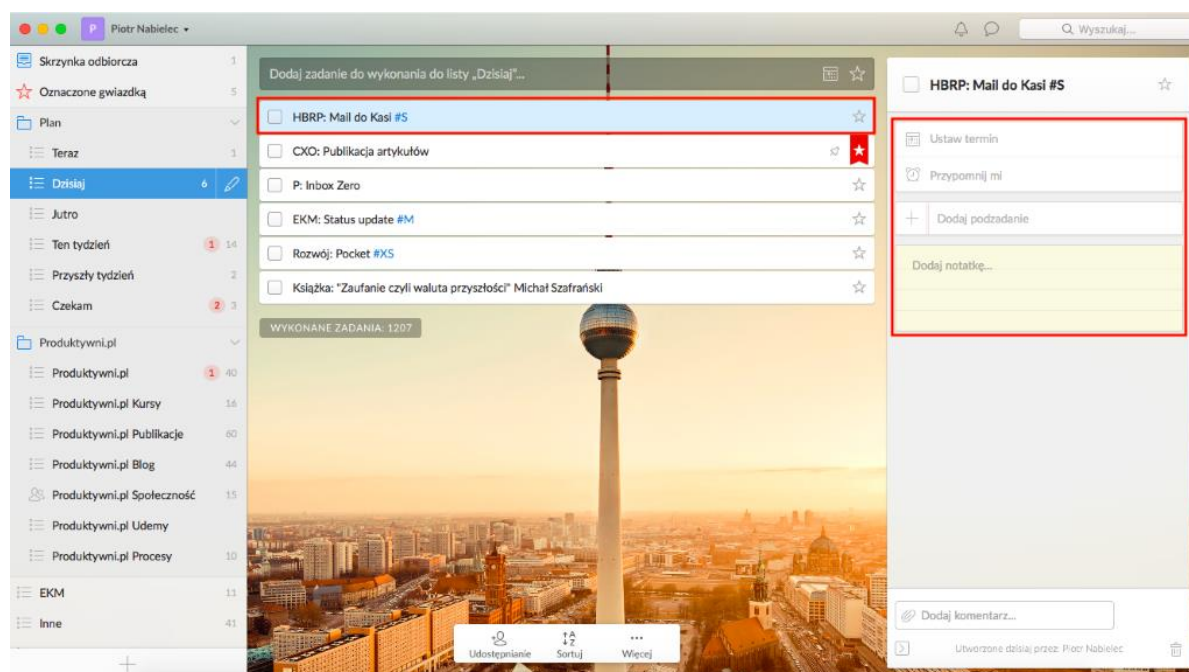 P Piotr Nabielec
Wyszukaj...
Skrzynka odbiorcza 1
Oznaczone gwiazdką 5
Plan
Teraz 1
Dzisiaj 6
Jutro
Ten tydzień 1 14
Przyszły tydzień 2
Czekam 2 3
Produktywni.pl
Produktywni.pl 1 40
Produktywni.pl Kursy 16
Produktywni.pl Publikacje 60
Produktywni.pl Blog 44
Produktywni.pl Społeczność 15
Produktywni.pl Udemy
Produktywni.pl Procesy 10
EKM 11
Inne 41
Dodaj zadanie do wykonania do listy „Dzisiaj"...
HBRP: Mail do Kasi #S
CXO: Publikacja artykułów
P: Inbox Zero
EKM: Status update #M
Rozwój: Pocket #XS
Książka: "Zaufanie czyli waluta przyszłości" Michał Szafrański
WYKONANE ZADANIA: 1207
Udostępnianie
Sortuj
Więcej
HBRP: Mail do Kasi #S
Ustaw termin
Przypomnij mi
Dodaj podzadanie
Dodaj notatkę...
Dodaj komentarz...
Utworzone dzisiaj przez: Piotr Nabielec